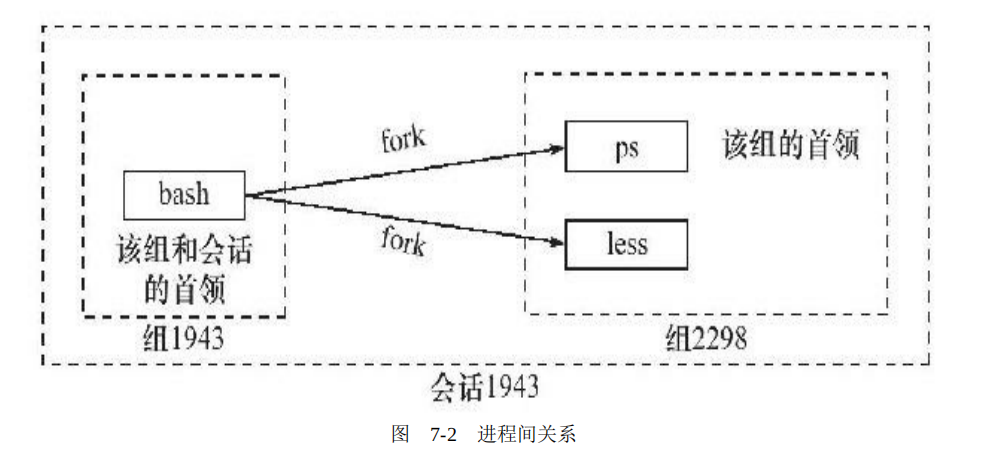 fork
ps
该组的首领
bash
该组和会话
的首领
fork
less
组1943
组2298
会话1943
图 7-2 进程间关系